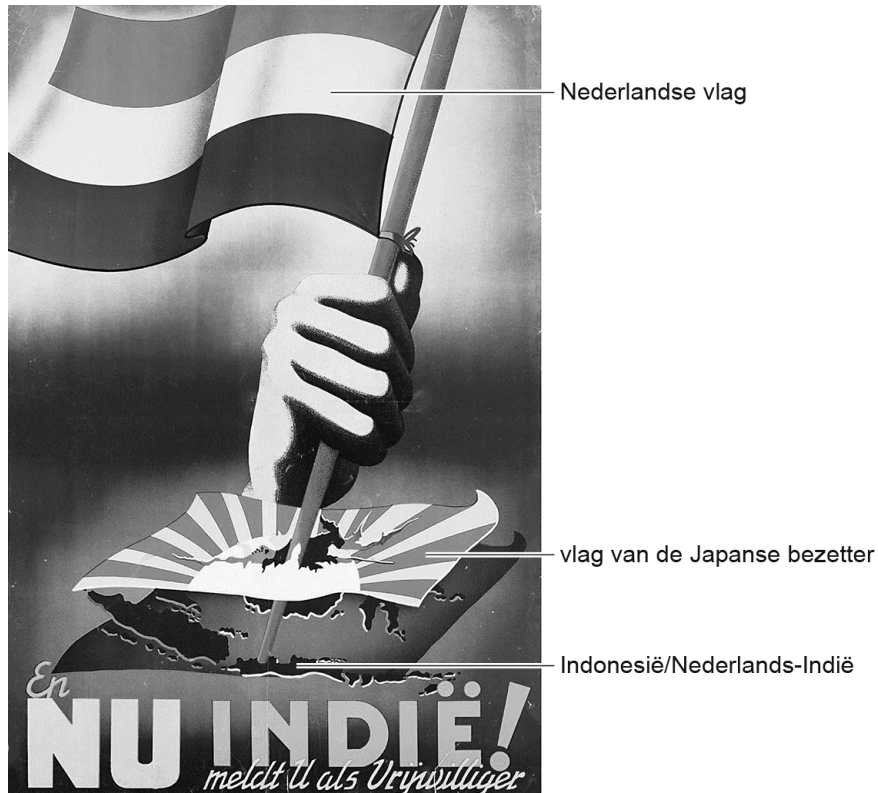 Nederlandse vlag
vlag van de Japanse bezetter
Indonesië/Nederlands-Indië
En
NU INDIË!
meldt U als Vrijwilliger